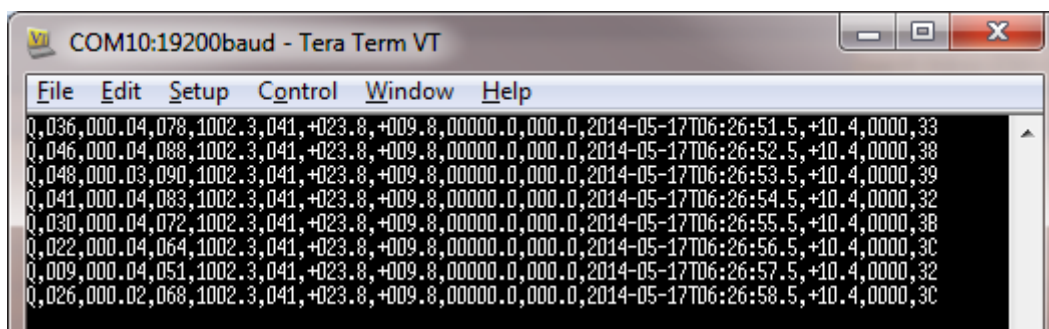 COM10:19200baud - Tera Term VT
File Edit Setup Control Window Help
Q,036,000.04,078,1002.3,041,+023.8,+009.8,00000.0,000.0,2014-05-17T06:26:51.5,+10.4,0000,33
Q,046,000.04,088,1002.3,041,+023.8,+009.8,00000.0,000.0,2014-05-17T06:26:52.5,+10.4,0000,38
Q,048,000.03,090,1002.3,041,+023.8,+009.8,00000.0,000.0,2014-05-17T06:26:53.5,+10.4,0000,39
Q,041,000.04,083,1002.3,041,+023.8,+009.8,00000.0,000.0,2014-05-17T06:26:54.5,+10.4,0000,32
Q,030,000.04,072,1002.3,041,+023.8,+009.8,00000.0,000.0,2014-05-17T06:26:55.5,+10.4,0000,3B
Q,022,000.04,064,1002.3,041,+023.8,+009.8,00000.0,000.0,2014-05-17T06:26:56.5,+10.4,0000,3C
Q,009,000.04,051,1002.3,041,+023.8,+009.8,00000.0,000.0,2014-05-17T06:26:57.5,+10.4,0000,32
Q,026,000.02,068,1002.3,041,+023.8,+009.8,00000.0,000.0,2014-05-17T06:26:58.5,+10.4,0000,3C